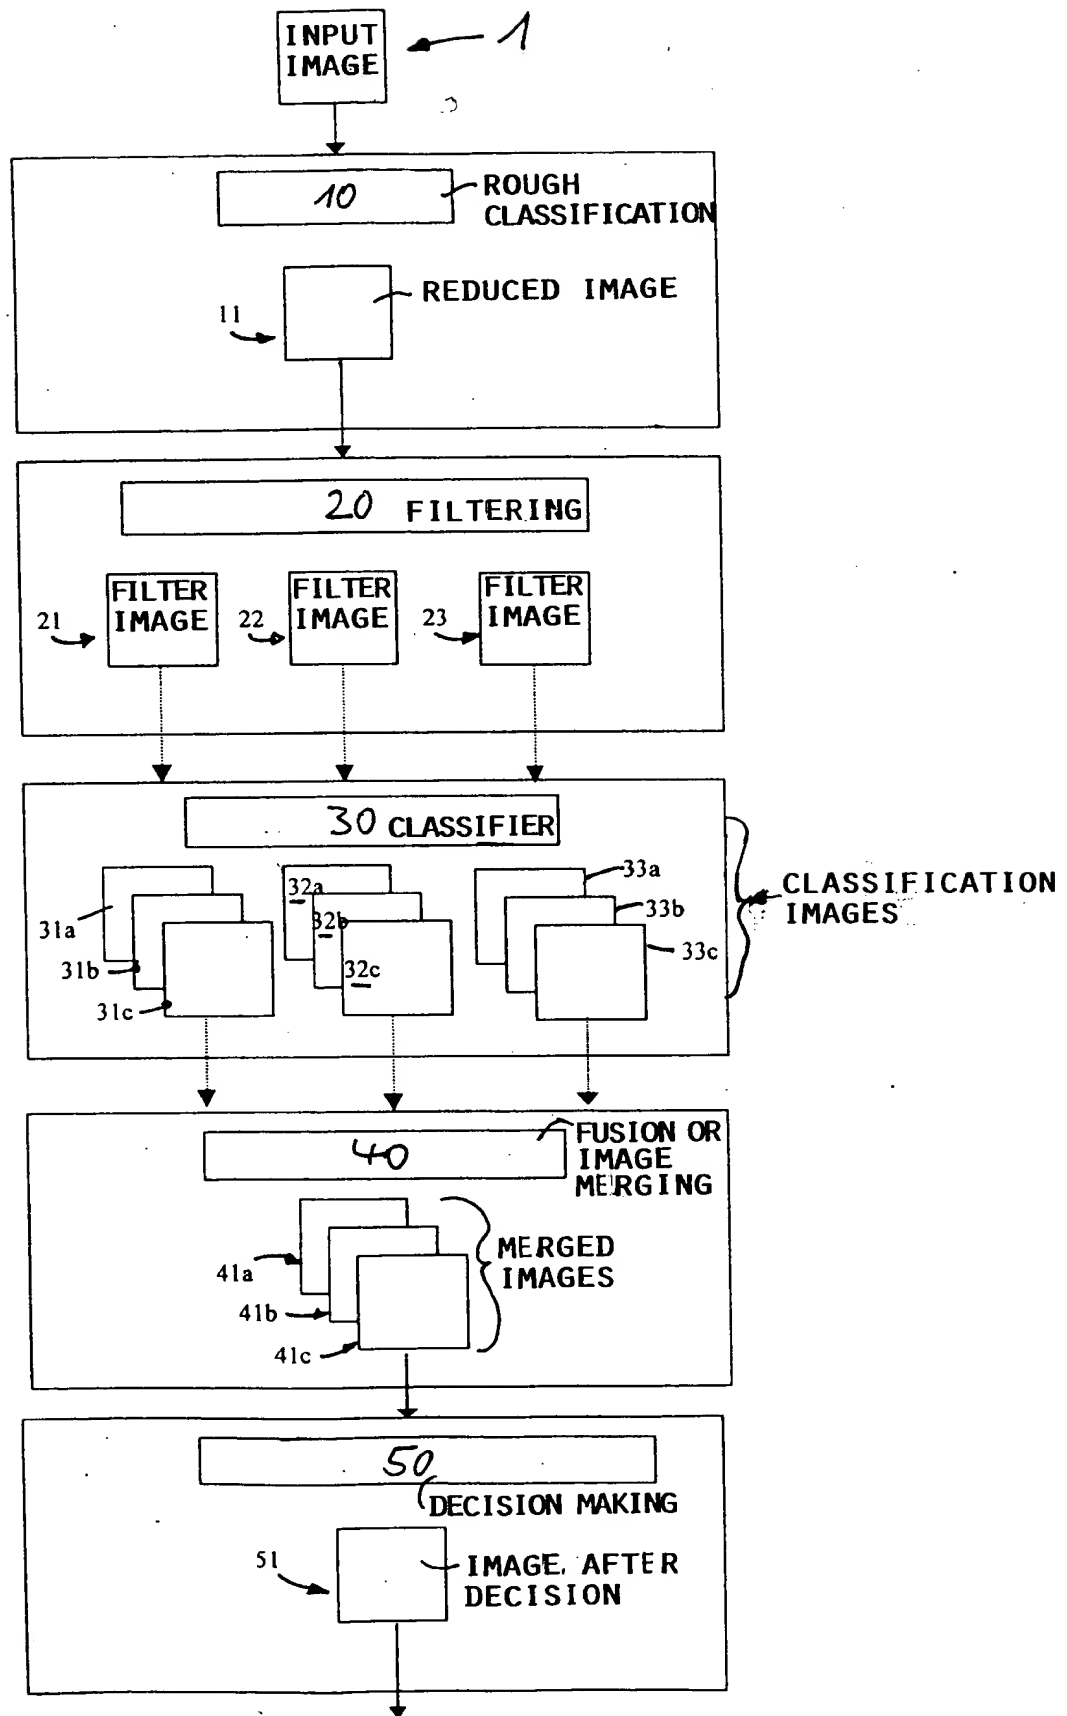 INPUT
IMAGE
1
10
ROUGH
CLASSIFICATION
REDUCED IMAGE
11
20 FILTERING
FILTER
IMAGE
FILTER
IMAGE
FILTER
IMAGE
21
22
23
30 CLASSIFIER
31a
31b
31c
32a
32b
32c
33a
33b
33c
CLASSIFICATION
IMAGES
40
FUSION OR
IMAGE
MERGING
41a
41b
41c
MERGED
IMAGES
50
DECISION MAKING
51
IMAGE AFTER
DECISION